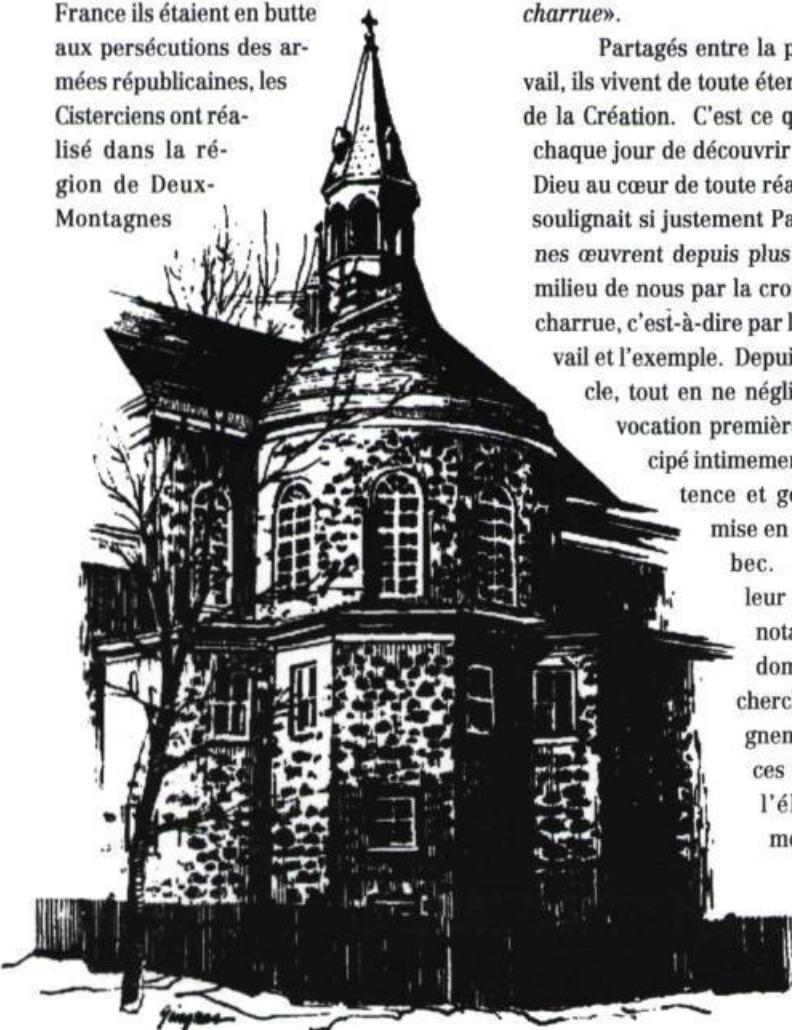 France ils étaient en butte
aux persécutions des ar-
mées républicaines, les
Cisterciens ont réa-
lisé dans la ré-
gion de Deux-
Montagnes
charrue».
Partagés entre la p
vail, ils vivent de toute éter
de la Création. C'est ce q
chaque jour de découvrir
Dieu au cœur de toute réa
soulignait si justement Pa
nes œuvrent depuis plus
milieu de nous par la cro
charrue, c'est-à-dire par l
vail et l'exemple. Depui
cle, tout en ne négli
vocation première
cipé intimemer
tence et ge
mise en
bec.
leur
nota
dom
cherc
gnen
ces
l'él
me